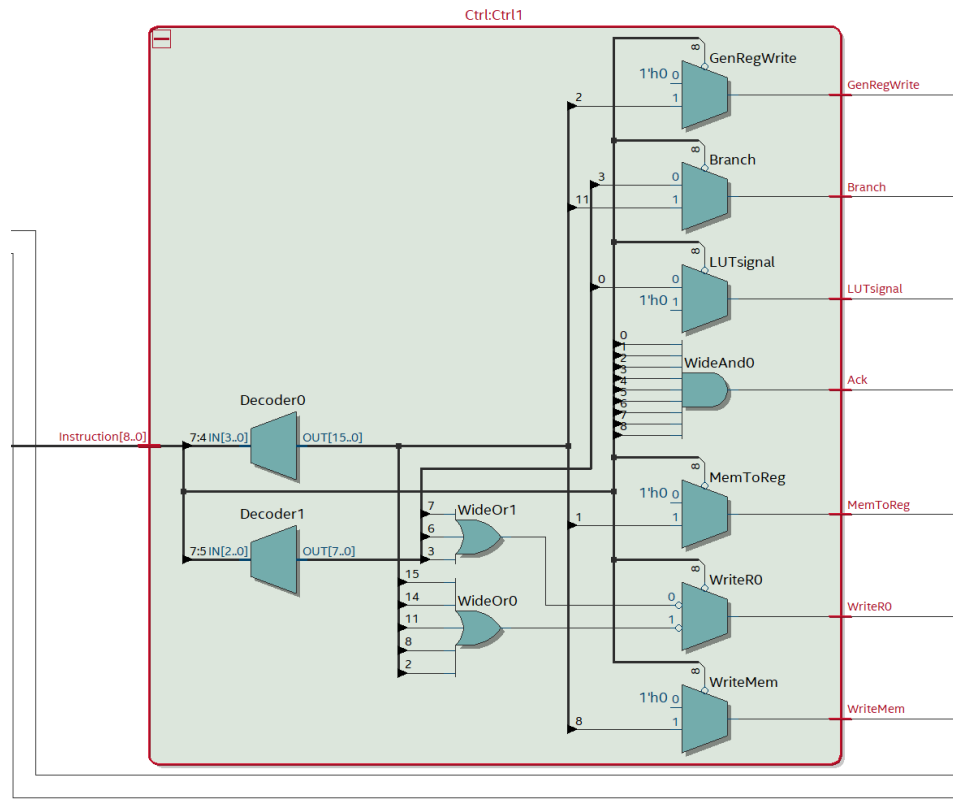 Ctrl:Ctrl1
8
GenRegWrite
1'h0 0
1
2
GenRegWrite
8
Branch
3
0
11
1
Branch
8
LUTsignal
0
0
1'h0 1
LUTsignal
0
1
2
3
4
5
6
7
8
WideAnd0
Ack
Decoder0
Instruction[8..0]
7:4 IN[3..0]
OUT[15..0]
8
MemToReg
1'h0 0
1
1
MemToReg
Decoder1
7:5 IN[2..0]
OUT[7..0]
7
6
3
WideOr1
15
14
11
8
2
WideOr0
8
WriteR0
0
1
WriteR0
8
WriteMem
1'h0 0
8
1
WriteMem